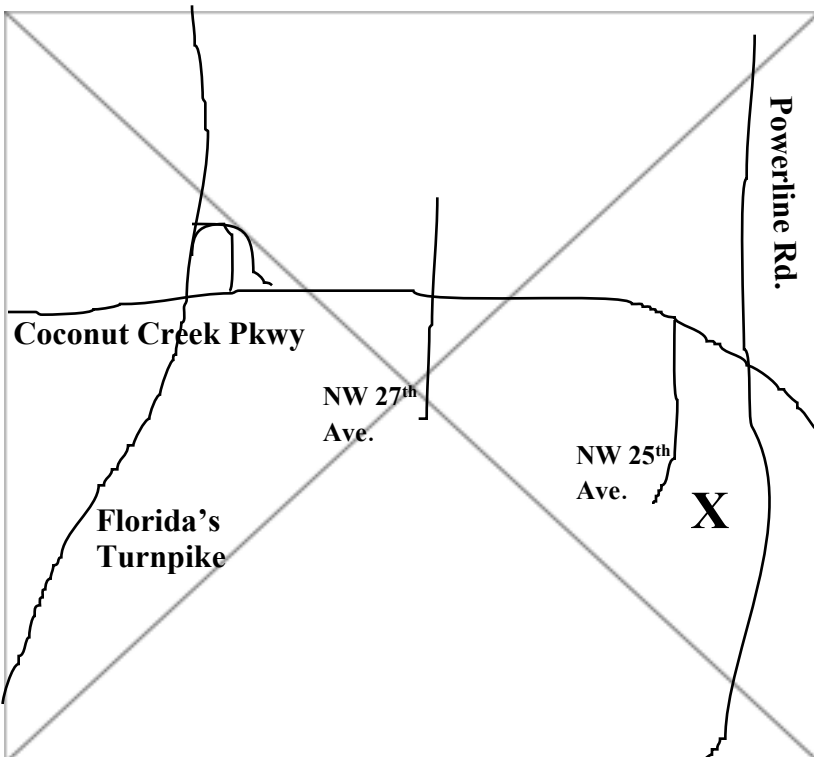 Powerline Rd.
Coconut Creek Pkwy
NW 27th
Ave.
NW 25th
Ave.
X
Florida's
Turnpike